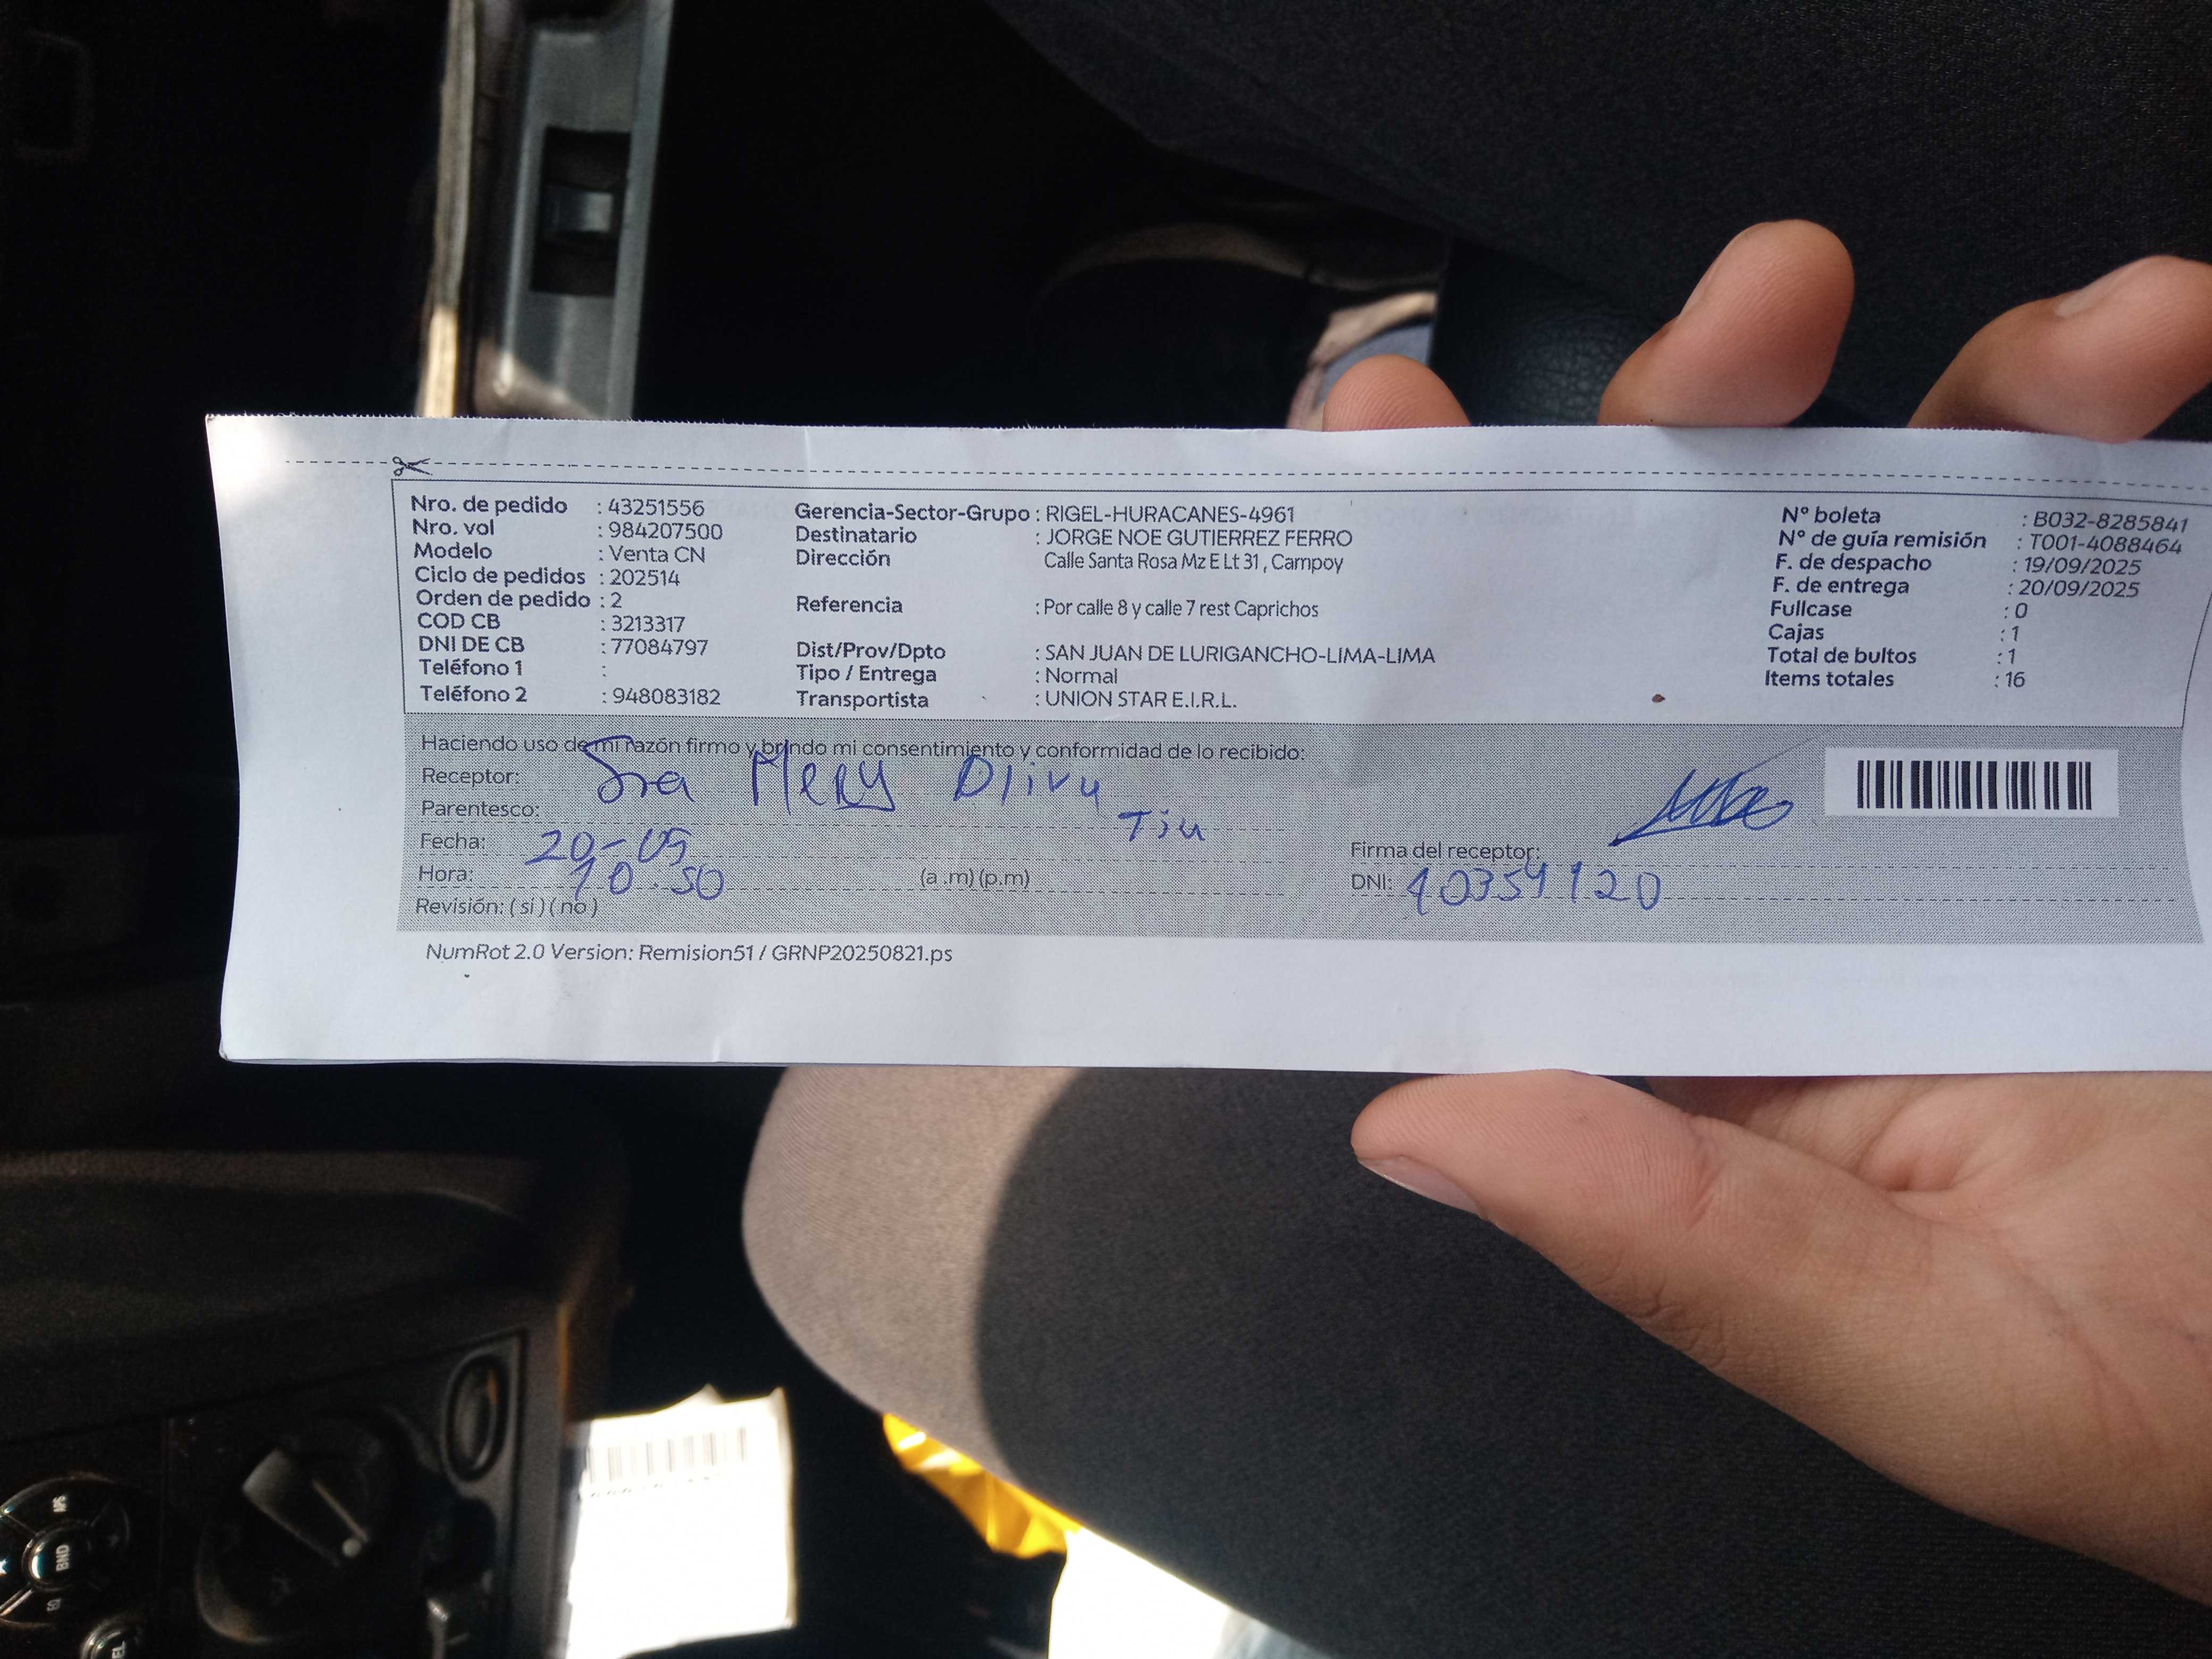 Nro. de pedido : 43251556
Nro. vol : 984207500
Modelo : Venta CN
Ciclo de pedidos : 202514
Orden de pedido : 2
COD CB : 3213317
DNI DE CB : 77084797
Teléfono 1 :
Teléfono 2 : 948083182
Gerencia-Sector-Grupo : RIGEL-HURACANES-4961
Destinatario : JORGE NOE GUTIERREZ FERRO
Dirección Calle Santa Rosa Mz E Lt 31 , Campoy
Referencia : Por calle 8 y calle 7 rest Caprichos
Dist/Prov/Dpto : SAN JUAN DE LURIGANCHO-LIMA-LIMA
Tipo / Entrega : Normal
Transportista : UNION STAR E.I.R.L.
N° boleta : B032-8285841
N° de guía remisión : T001-4088464
F. de despacho : 19/09/2025
F. de entrega : 20/09/2025
Fullcase : 0
Cajas : 1
Total de bultos : 1
Items totales : 16
Haciendo uso de mi razón firmo y brindo mi consentimiento y conformidad de lo recibido:
Receptor: Sra Mery Oliva
Parentesco: Tia
Fecha: 20-09
Hora: 10:50 (a .m) (p.m)
Revisión: ( si ) ( no )
Firma del receptor:
DNI: 10359120
NumRot 2.0 Version: Remision51 / GRNP20250821.ps
BND
EQ